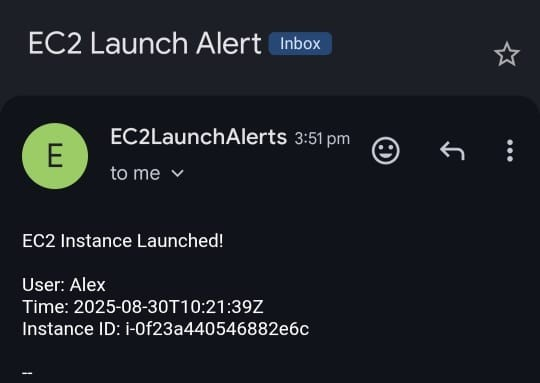 EC2 Launch Alert Inbox
E
EC2LaunchAlerts 3:51 pm
to me
EC2 Instance Launched!
User: Alex
Time: 2025-08-30T10:21:39Z
Instance ID: i-0f23a440546882e6c
--